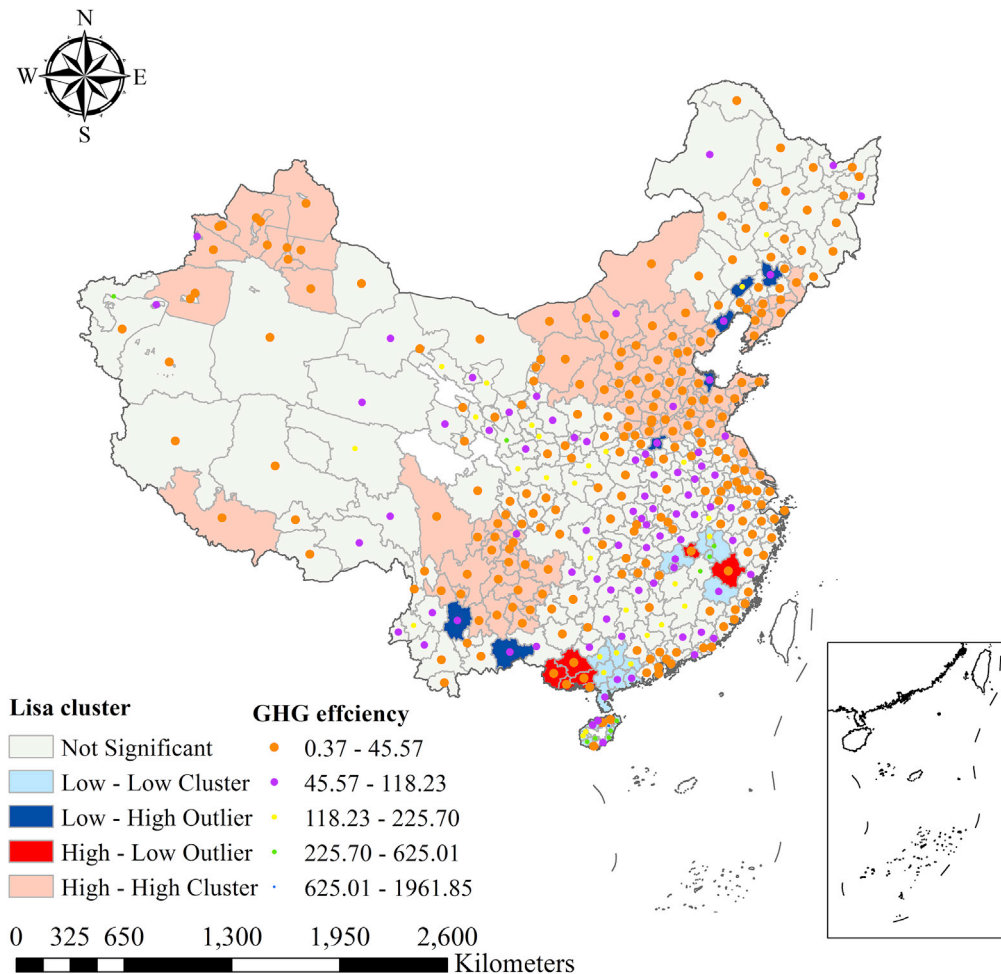 N
W E
S
Lisa cluster
Not Significant
Low - Low Cluster
Low - High Outlier
High - Low Outlier
High - High Cluster
GHG effciency
0.37 - 45.57
45.57 - 118.23
118.23 - 225.70
225.70 - 625.01
625.01 - 1961.85
0 325 650 1,300 1,950 2,600
Kilometers